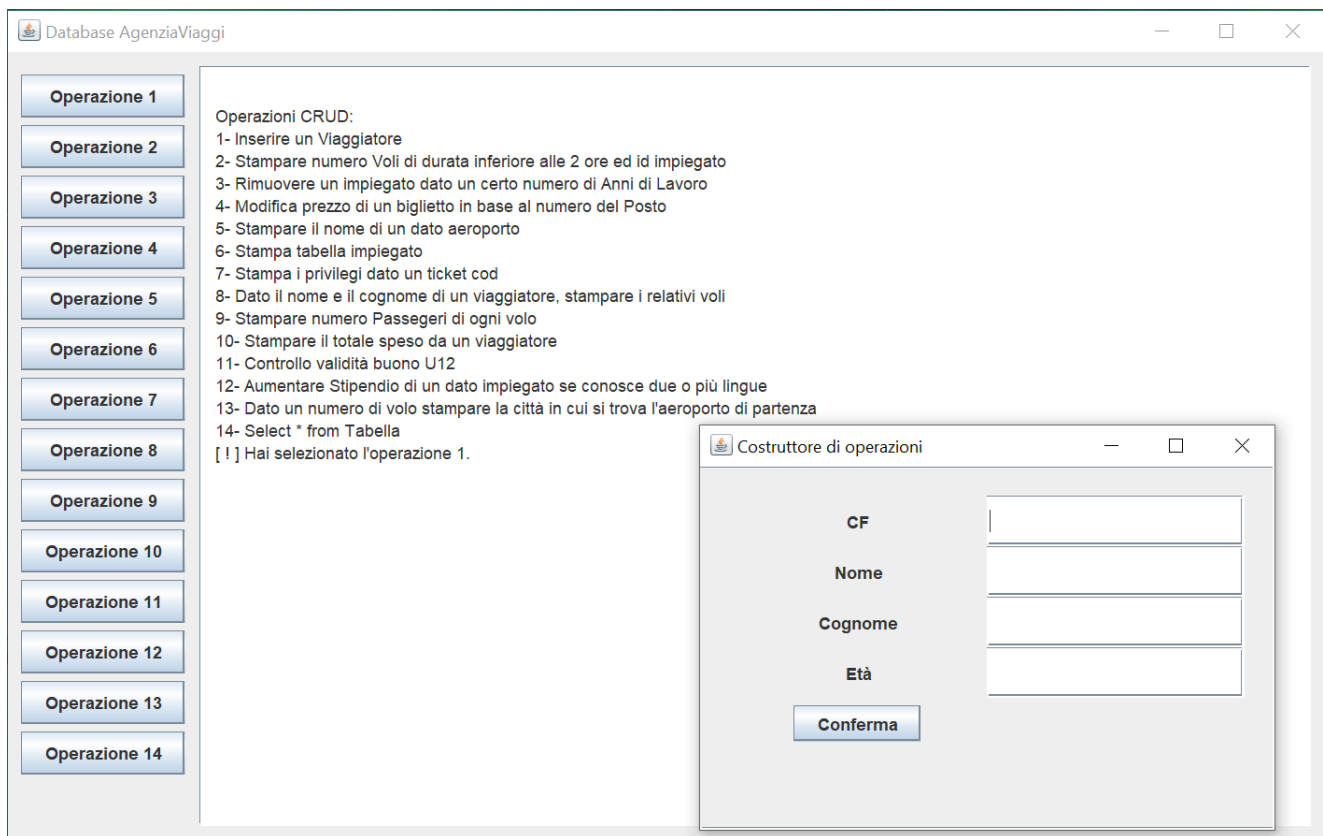 Database AgenziaViaggi
Operazione 1
Operazione 2
Operazione 3
Operazione 4
Operazione 5
Operazione 6
Operazione 7
Operazione 8
Operazione 9
Operazione 10
Operazione 11
Operazione 12
Operazione 13
Operazione 14
Operazioni CRUD:
1- Inserire un Viaggiatore
2- Stampare numero Voli di durata inferiore alle 2 ore ed id impiegato
3- Rimuovere un impiegato dato un certo numero di Anni di Lavoro
4- Modifica prezzo di un biglietto in base al numero del Posto
5- Stampare il nome di un dato aeroporto
6- Stampa tabella impiegato
7- Stampa i privilegi dato un ticket cod
8- Dato il nome e il cognome di un viaggiatore, stampare i relativi voli
9- Stampare numero Passegeri di ogni volo
10- Stampare il totale speso da un viaggiatore
11- Controllo validità buono U12
12- Aumentare Stipendio di un dato impiegato se conosce due o più lingue
13- Dato un numero di volo stampare la città in cui si trova l'aeroporto di partenza
14- Select * from Tabella
[ ! ] Hai selezionato l'operazione 1.
Costruttore di operazioni
CF
Nome
Cognome
Età
Conferma